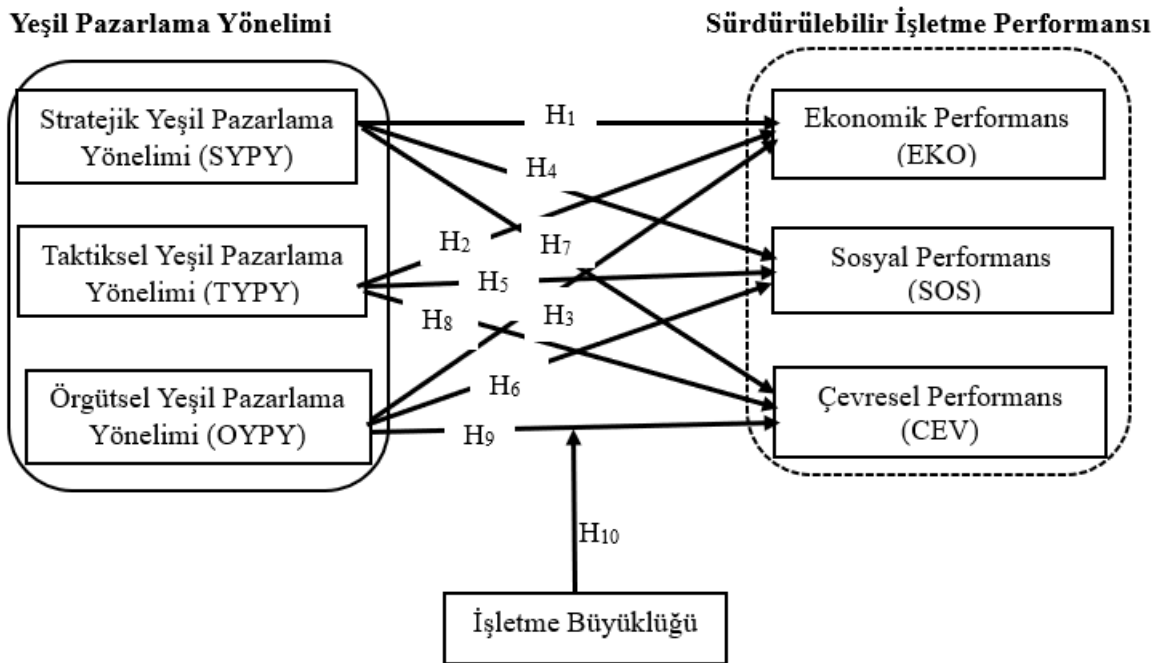 Yeşil Pazarlama Yönelimi
Sürdürülebilir İşletme Performansı
Stratejik Yeşil Pazarlama
Yönelimi (SYPY)
H1
Ekonomik Performans
(EKO)
H4
Taktiksel Yeşil Pazarlama
Yönelimi (TYPY)
H2
H7
Sosyal Performans
(SOS)
H5
H8
H3
Örgütsel Yeşil Pazarlama
Yönelimi (OYPY)
H6
Çevresel Performans
(CEV)
H9
H10
İşletme Büyüklüğü